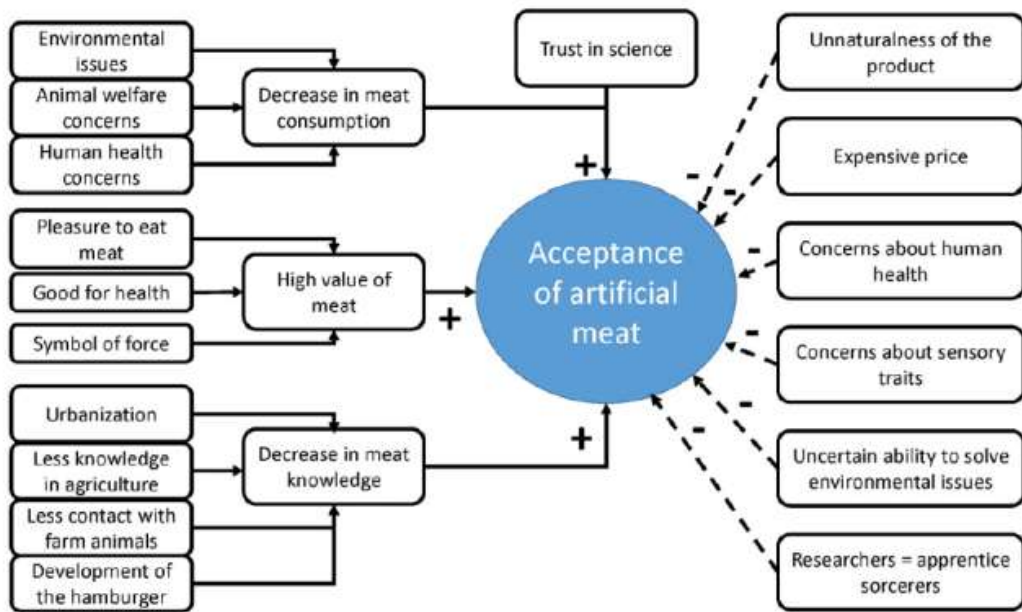 Environmental
issues
Animal welfare
concerns
Human health
concerns
Decrease in meat
consumption
Trust in science
Pleasure to eat
meat
Good for health
Symbol of force
High value of
meat
Urbanization
Less knowledge
in agriculture
Less contact with
farm animals
Development of
the hamburger
Decrease in meat
knowledge
+
+
+
Acceptance
of artificial
meat
-
-
-
-
-
-
Unnaturalness of the
product
Expensive price
Concerns about human
health
Concerns about sensory
traits
Uncertain ability to solve
environmental issues
Researchers = apprentice
sorcerers